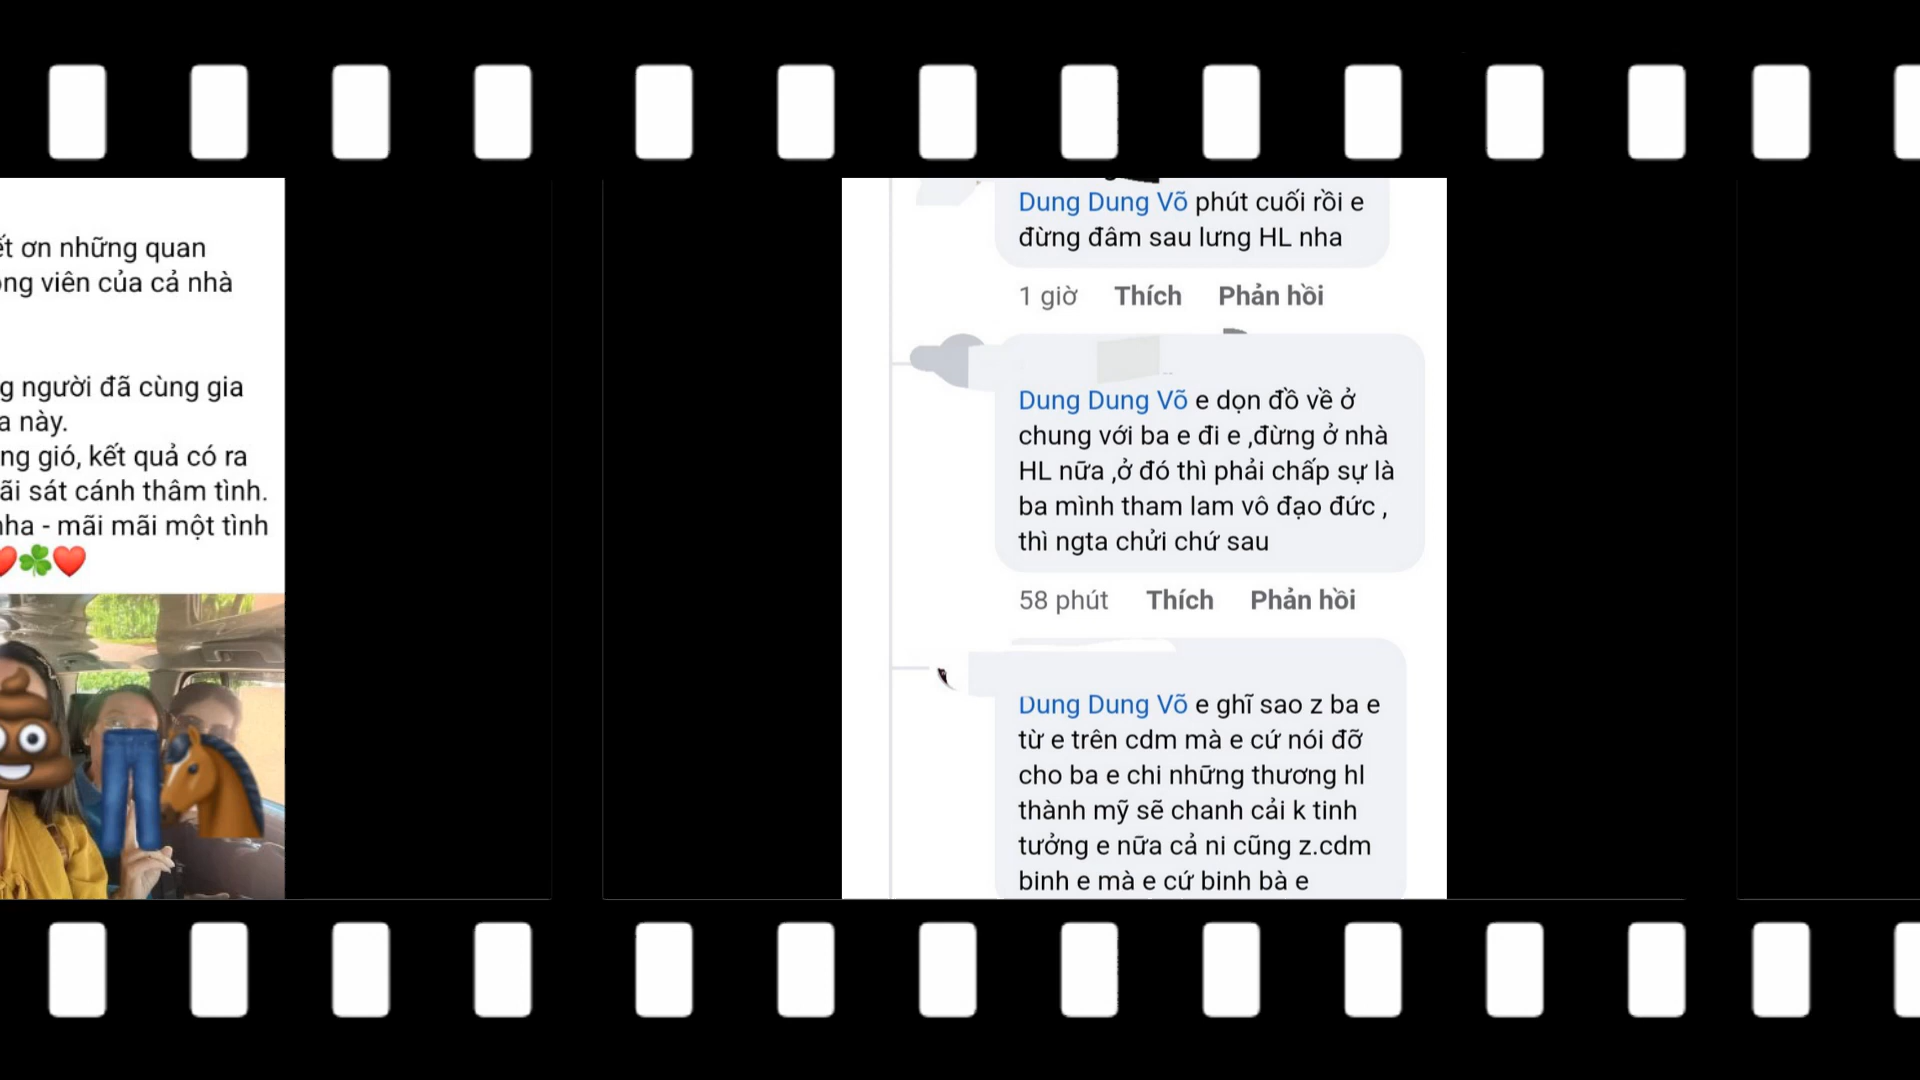 ết ơn những quan
ộng viên của cả nhà
g người đã cùng gia
a này.
ng gió, kết quả có ra
ãi sát cánh thâm tình.
nha - mãi mãi một tình
Dung Dung Võ phút cuối rồi e
đừng đâm sau lưng HL nha
1 giờ Thích Phản hồi
Dung Dung Võ e dọn đồ về ở
chung với ba e đi e ,đừng ở nhà
HL nữa ,ở đó thì phải chấp sự là
ba mình tham lam vô đạo đức ,
thì ngta chửi chứ sau
58 phút Thích Phản hồi
Dung Dung Võ e ghĩ sao z ba e
từ e trên cdm mà e cứ nói đỡ
cho ba e chi những thương hl
thành mỹ sẽ chanh cải k tinh
tưởng e nữa cả ni cũng z.cdm
binh e mà e cứ binh bà e